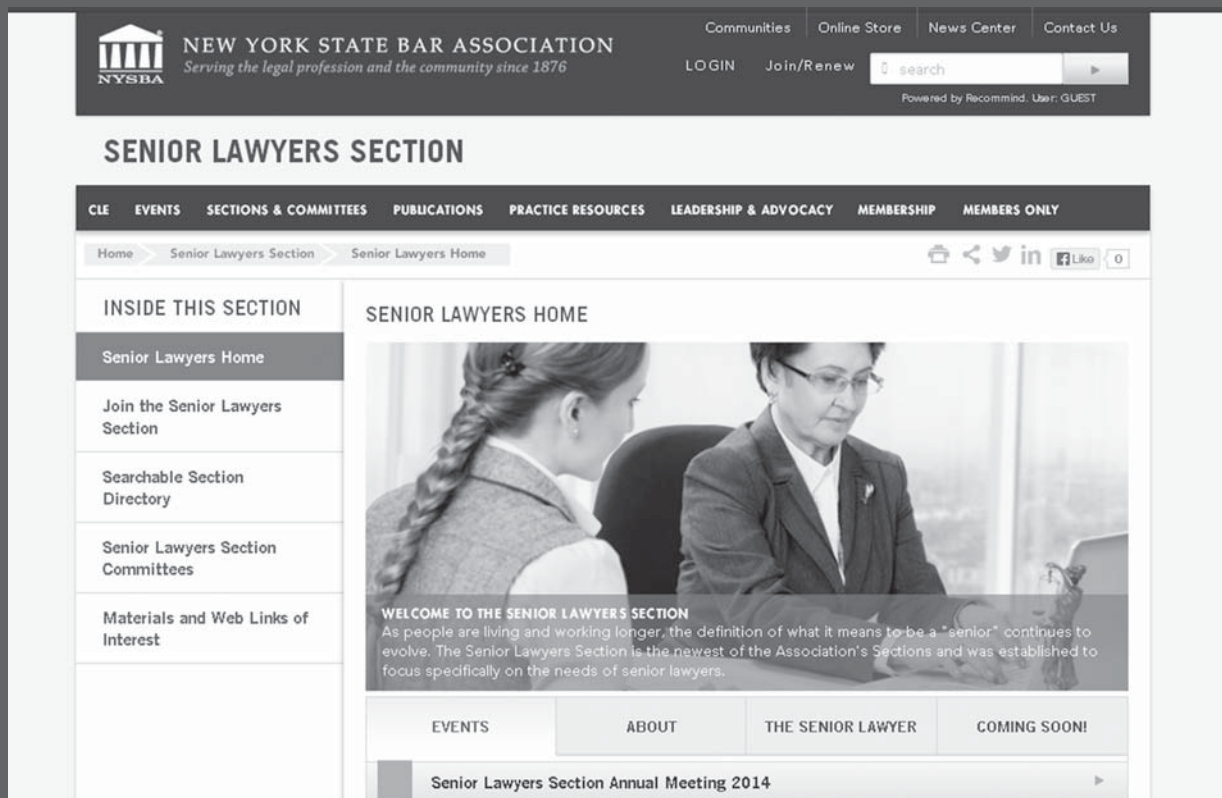 Communities Online Store News Center Contact Us
NYSBA
NEW YORK STATE BAR ASSOCIATION
Serving the legal profession and the community since 1876
LOGIN Join/Renew search
Powered by Recommind. User: GUEST
SENIOR LAWYERS SECTION
CLE EVENTS SECTIONS & COMMITTEES PUBLICATIONS PRACTICE RESOURCES LEADERSHIP & ADVOCACY MEMBERSHIP MEMBERS ONLY
Home Senior Lawyers Section Senior Lawyers Home
in Like 0
INSIDE THIS SECTION
Senior Lawyers Home
Join the Senior Lawyers
Section
Searchable Section
Directory
Senior Lawyers Section
Committees
Materials and Web Links of
Interest
SENIOR LAWYERS HOME
WELCOME TO THE SENIOR LAWYERS SECTION
As people are living and working longer, the definition of what it means to be a "senior" continues to
evolve. The Senior Lawyers Section is the newest of the Association's Sections and was established to
focus specifically on the needs of senior lawyers.
EVENTS ABOUT THE SENIOR LAWYER COMING SOON!
Senior Lawyers Section Annual Meeting 2014